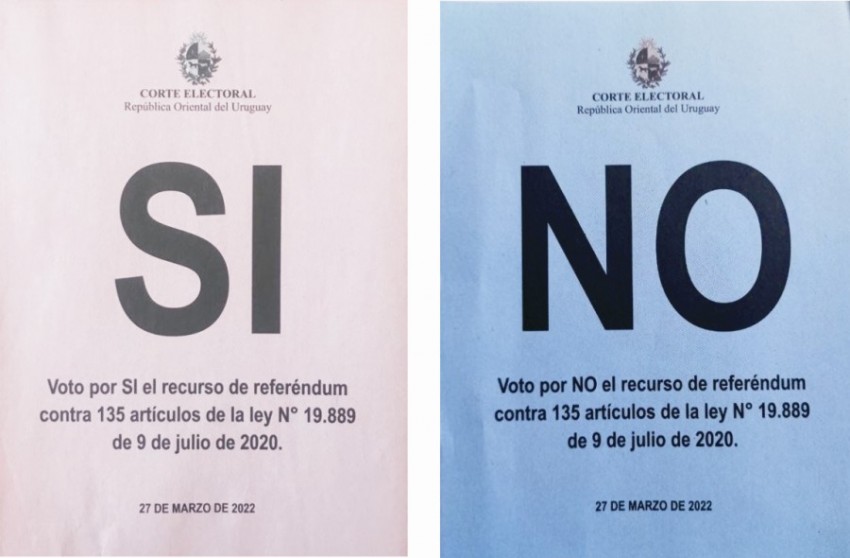 CORTE ELECTORAL
República Oriental del Uruguay
SI
Voto por SI el recurso de referéndum
contra 135 artículos de la ley N° 19.889
de 9 de julio de 2020.
27 DE MARZO DE 2022
CORTE ELECTORAL
República Oriental del Uruguay
NO
Voto por NO el recurso de referéndum
contra 135 artículos de la ley N° 19.889
de 9 de julio de 2020.
27 DE MARZO DE 2022